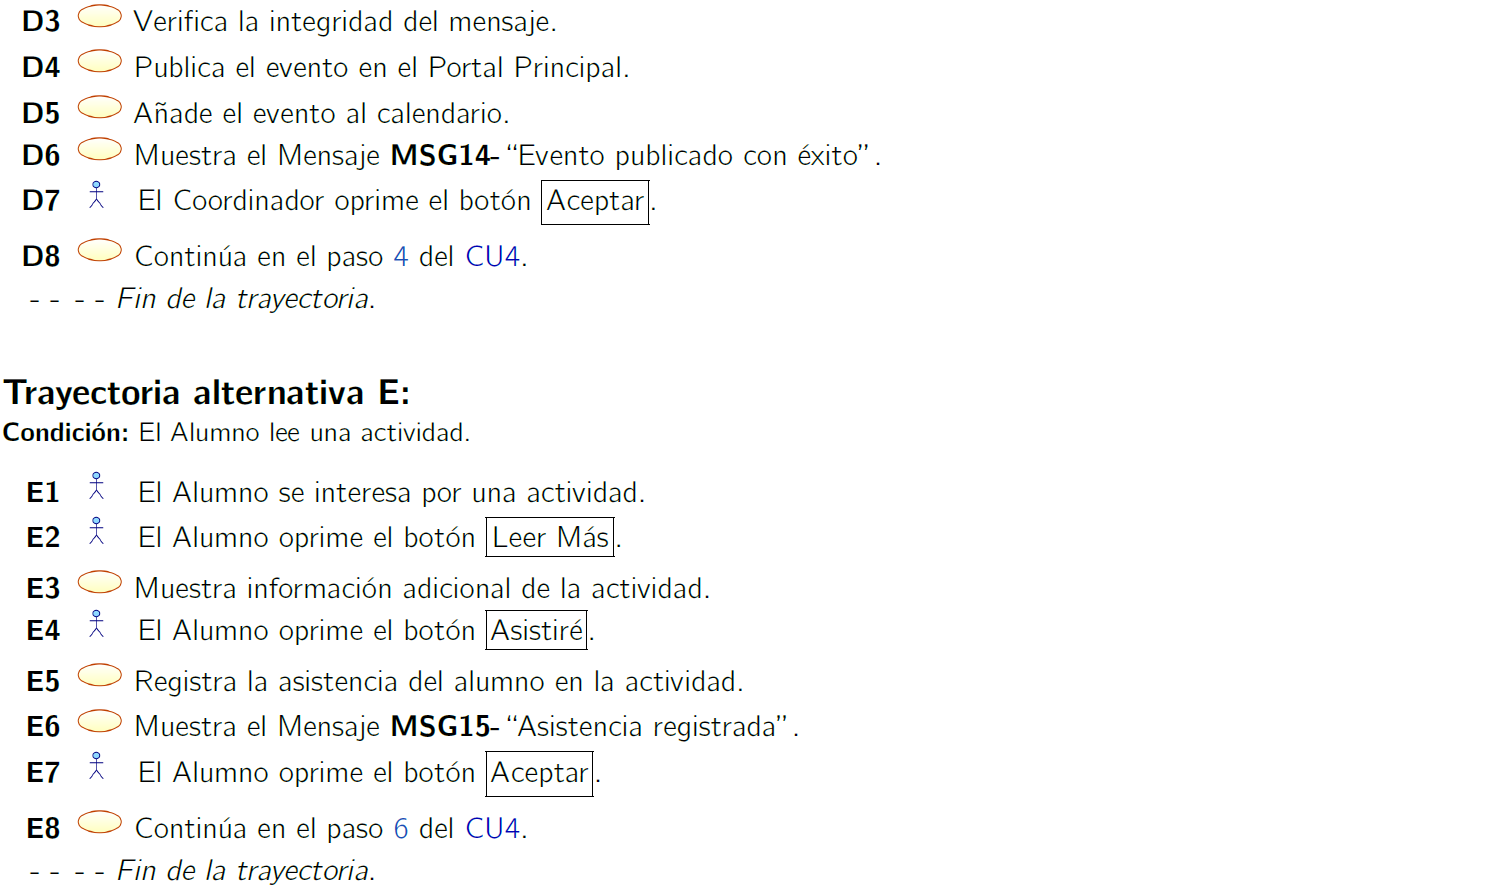 D3 Verifica la integridad del mensaje.
D4 Publica el evento en el Portal Principal.
D5 Añade el evento al calendario.
D6 Muestra el Mensaje MSG14- “Evento publicado con éxito”.
D7 El Coordinador oprime el botón Aceptar.
D8 Continúa en el paso 4 del CU4.
- - - - Fin de la trayectoria.
Trayectoria alternativa E:
Condición: El Alumno lee una actividad.
E1 El Alumno se interesa por una actividad.
E2 El Alumno oprime el botón Leer Más.
E3 Muestra información adicional de la actividad.
E4 El Alumno oprime el botón Asistiré.
E5 Registra la asistencia del alumno en la actividad.
E6 Muestra el Mensaje MSG15- “Asistencia registrada”.
E7 El Alumno oprime el botón Aceptar.
E8 Continúa en el paso 6 del CU4.
- - - - Fin de la trayectoria.